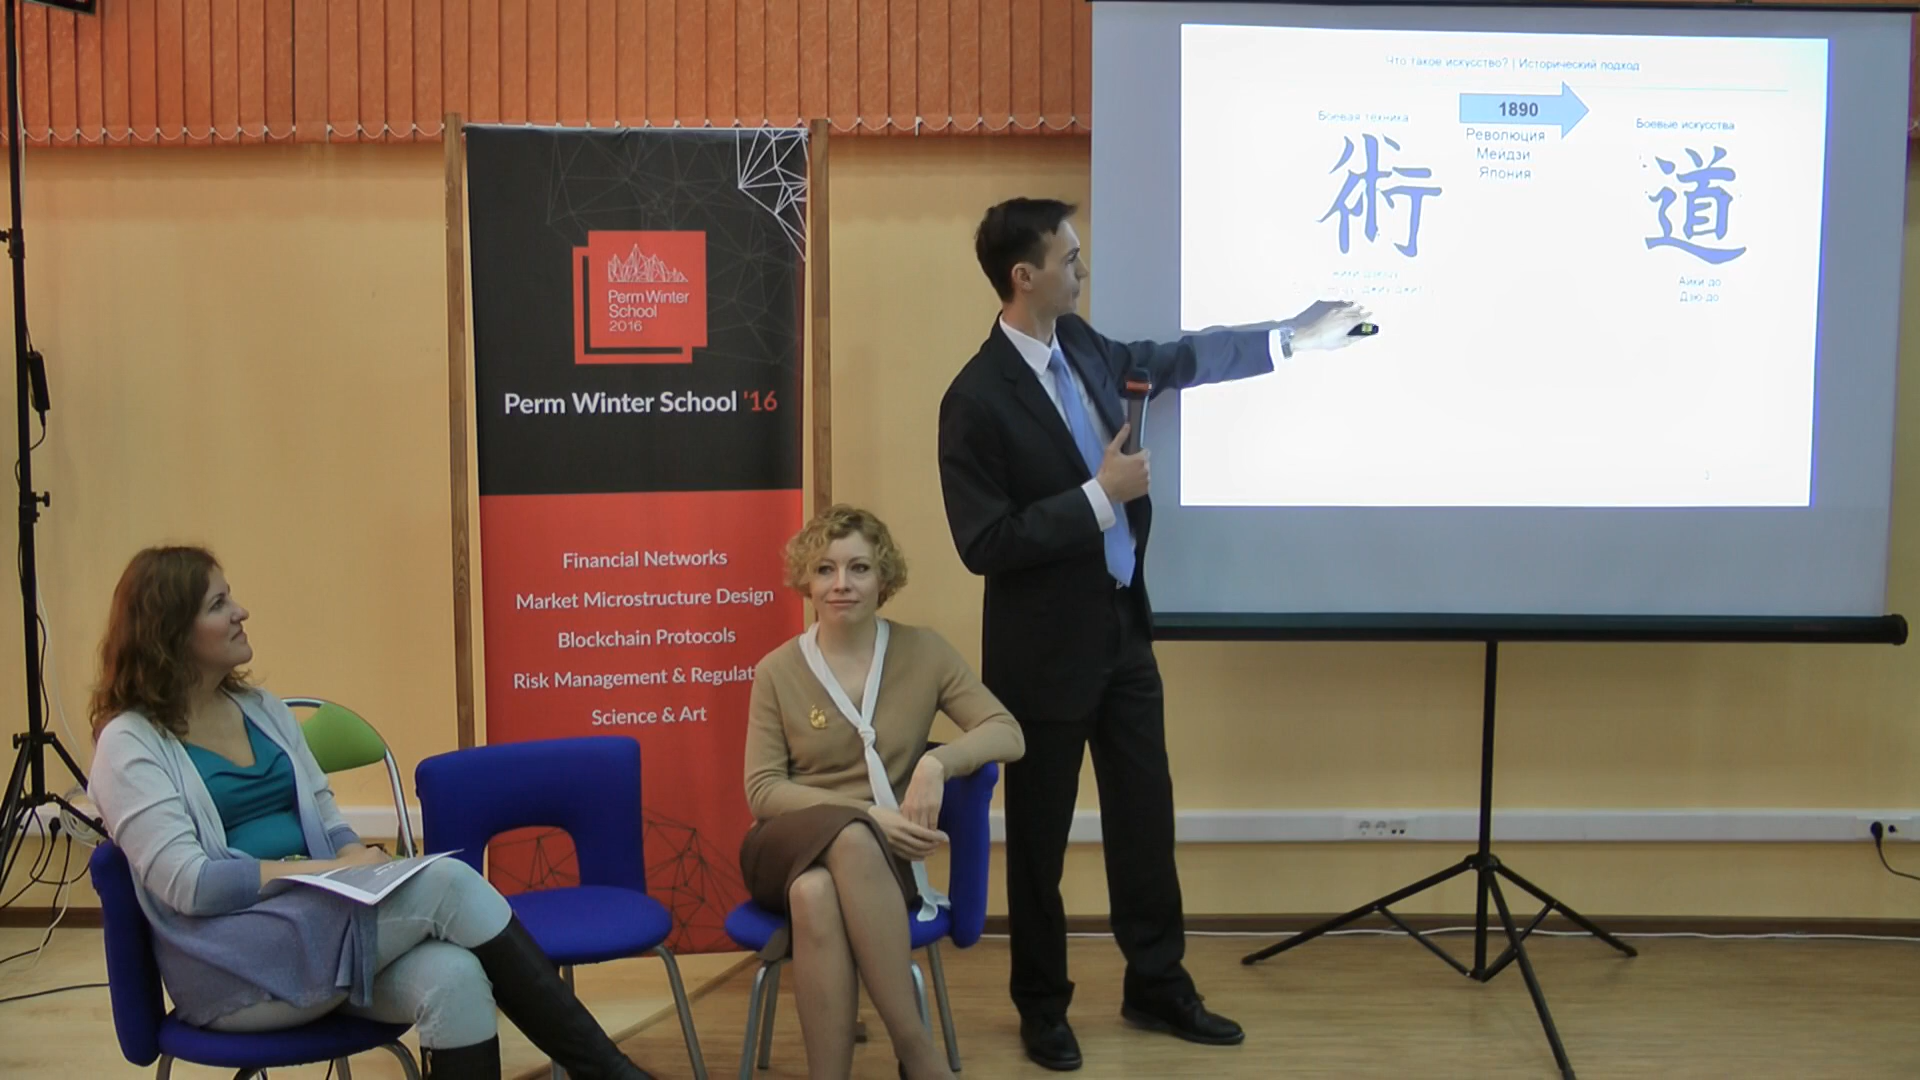 Perm Winter
School
2016
Perm Winter School '16
Financial Networks
Market Microstructure Design
Blockchain Protocols
Risk Management &
Science & Art
Что такое искусство? | Исторический подход
Боевая техника
術
1890
Революция
Мейдзи
Япония
Боевые искусства
道
Айки-до
Дзю-до
3